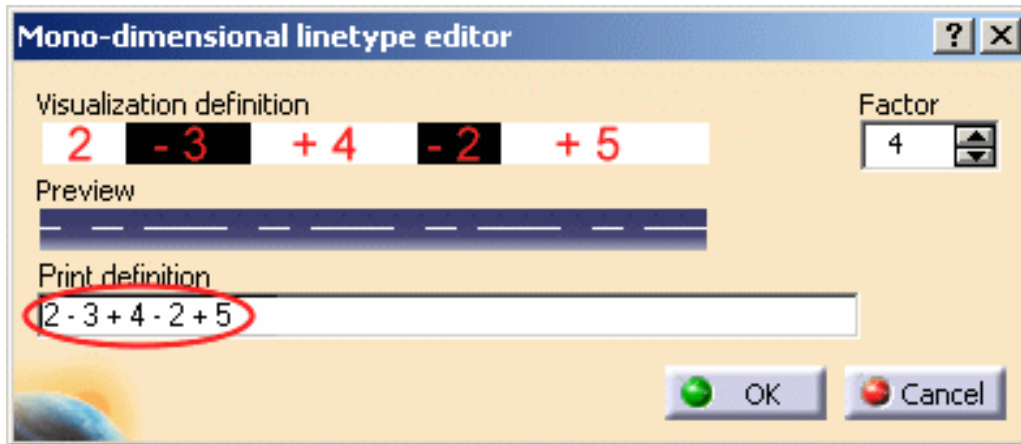 Mono-dimensional linetype editor ? X
Visualization definition Factor
2 - 3 + 4 - 2 + 5 4
Preview
Print definition
2 - 3 + 4 - 2 + 5
OK Cancel